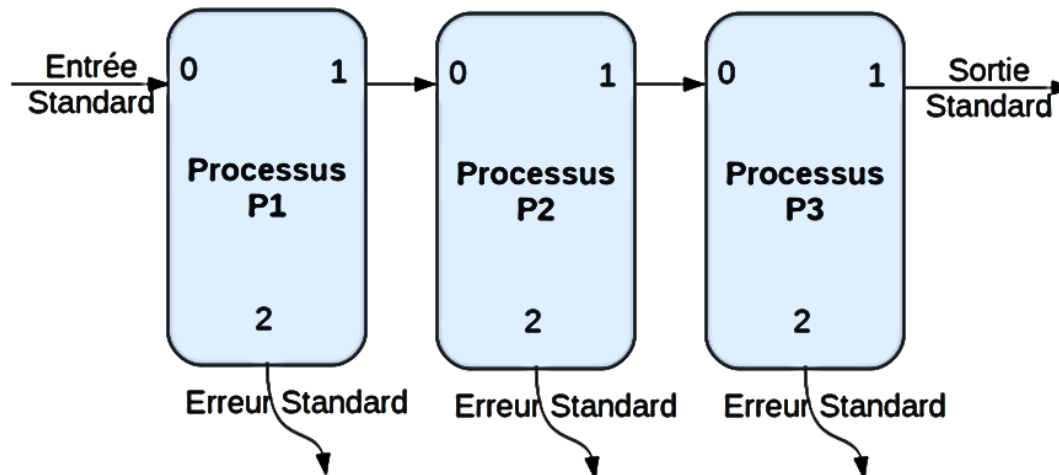 Entrée
Standard
0
1
Processus
P1
2
Erreur Standard
0
1
Processus
P2
2
Erreur Standard
0
1
Processus
P3
2
Erreur Standard
Sortie
Standard